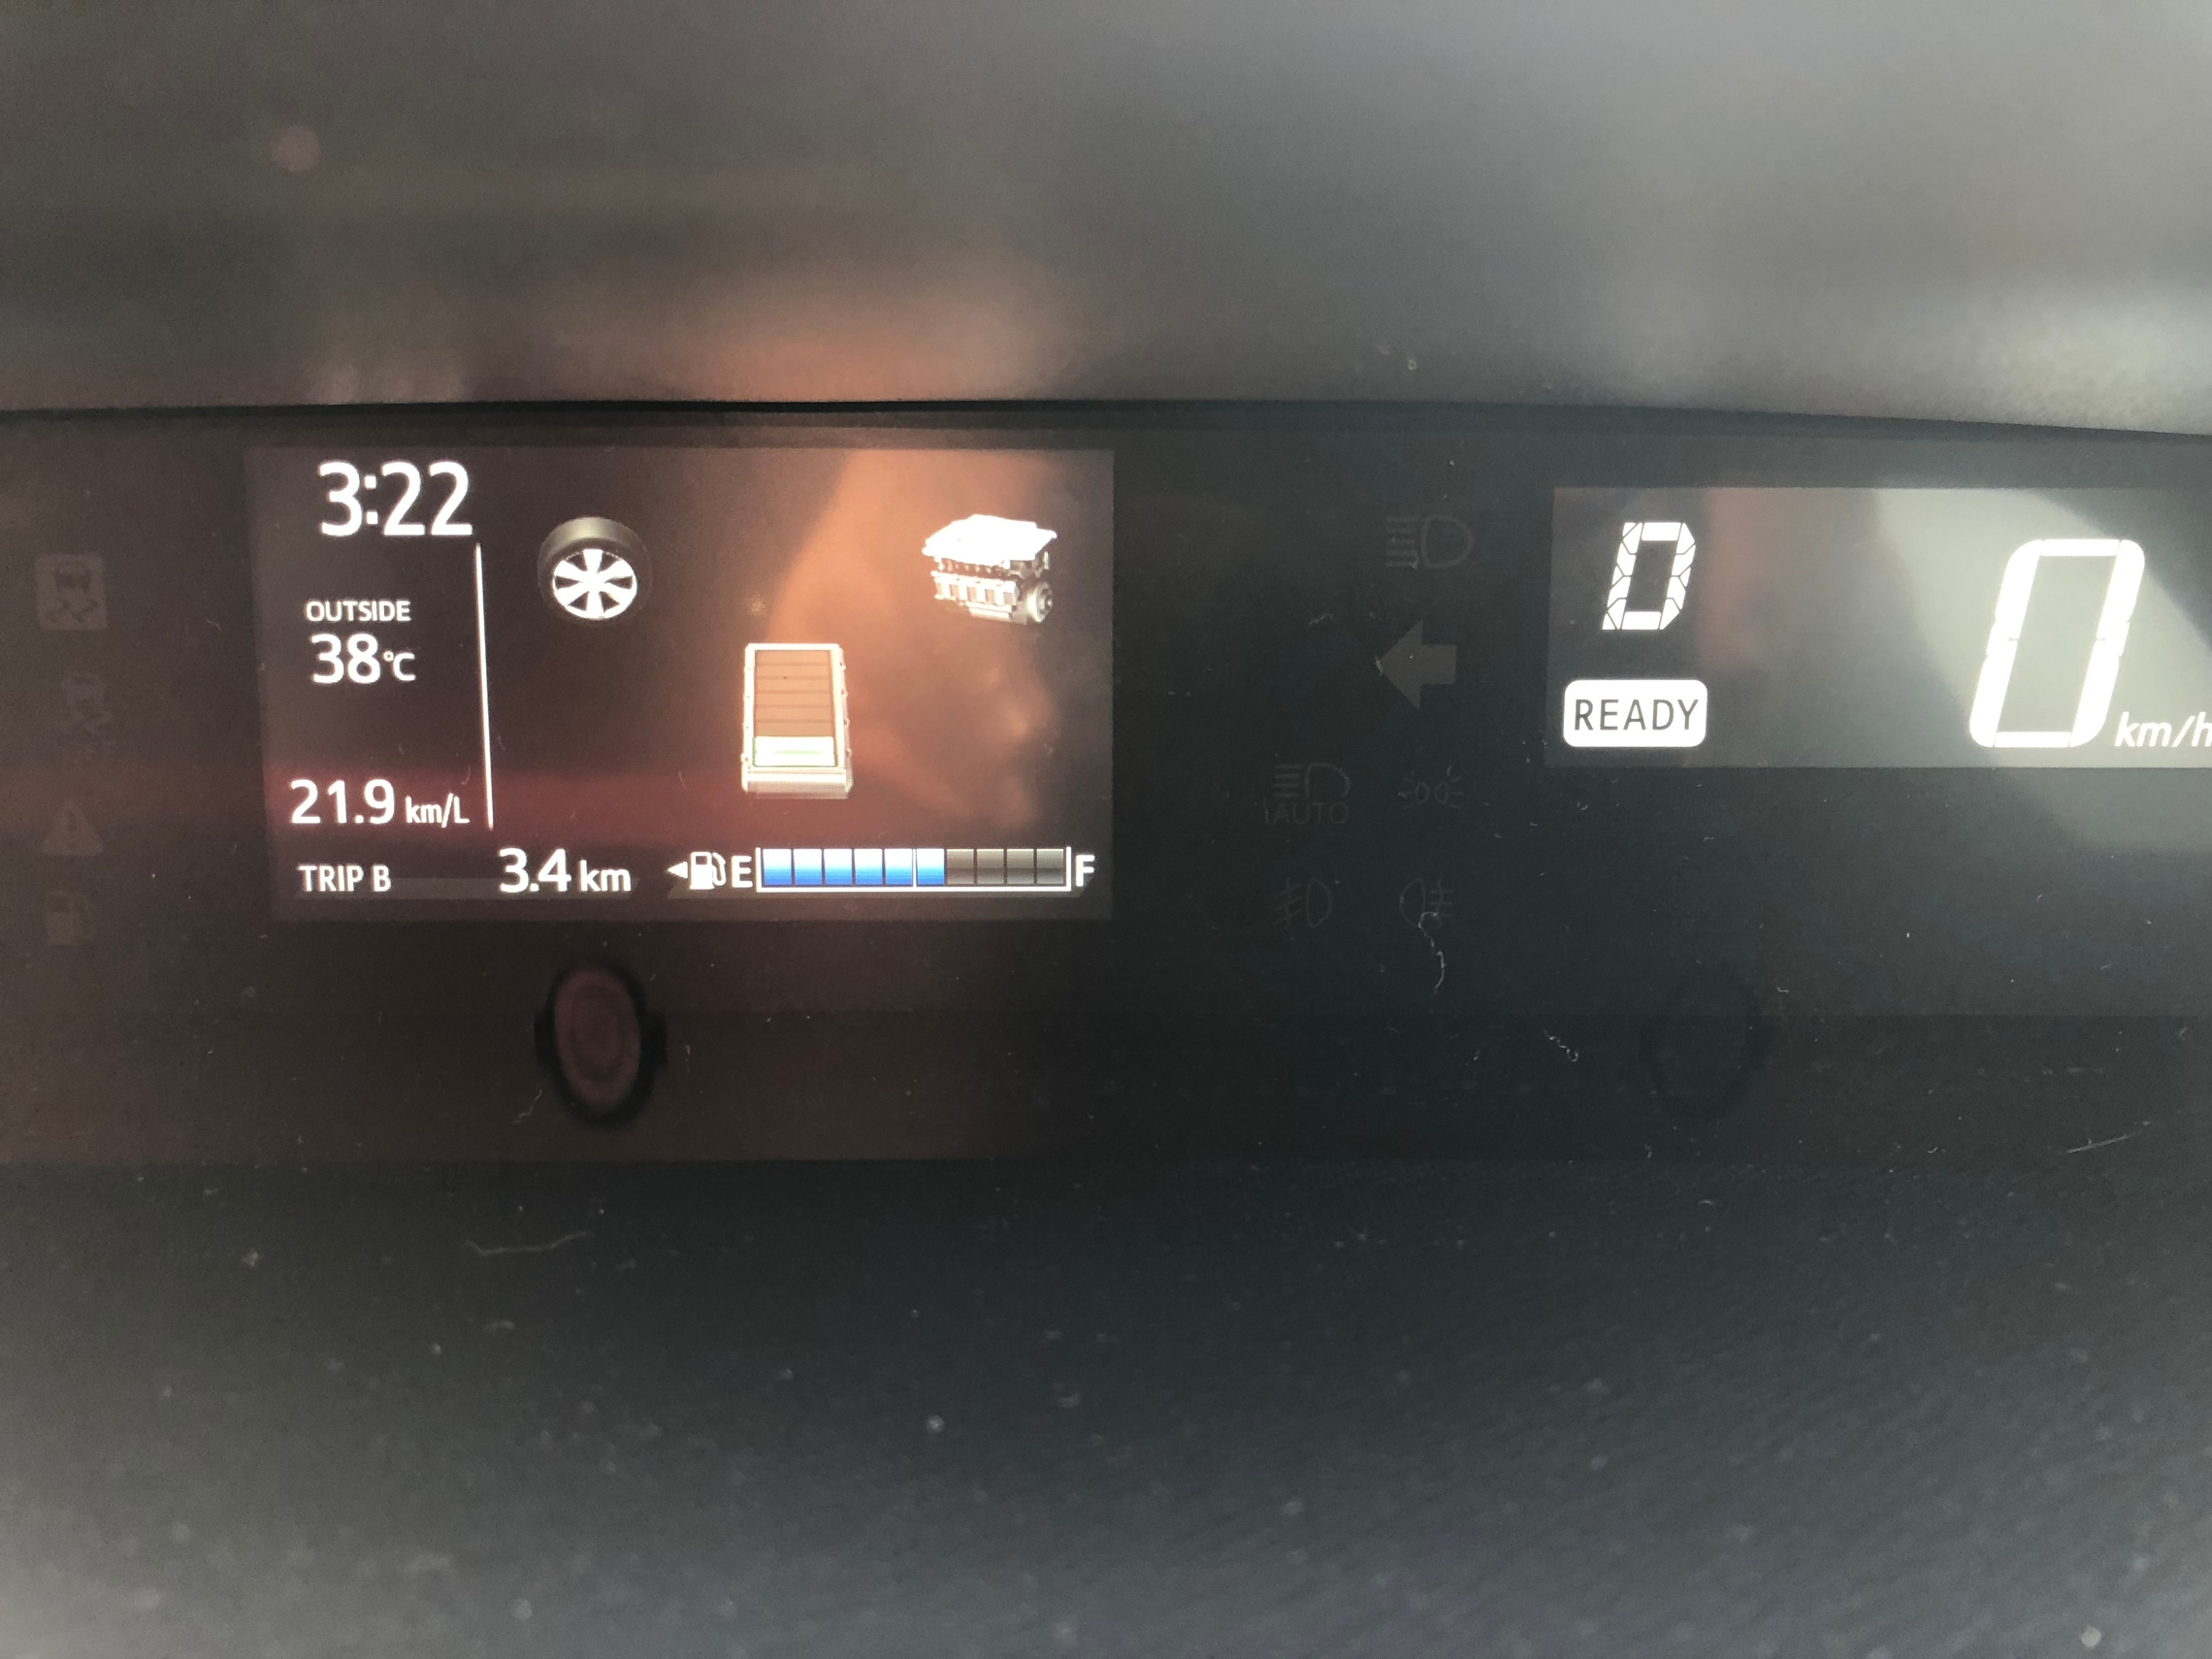 3:22
OUTSIDE
38°C
21.9 km/L
TRIP B 3.4 km
E F
D
READY
0 km/h
AUTO